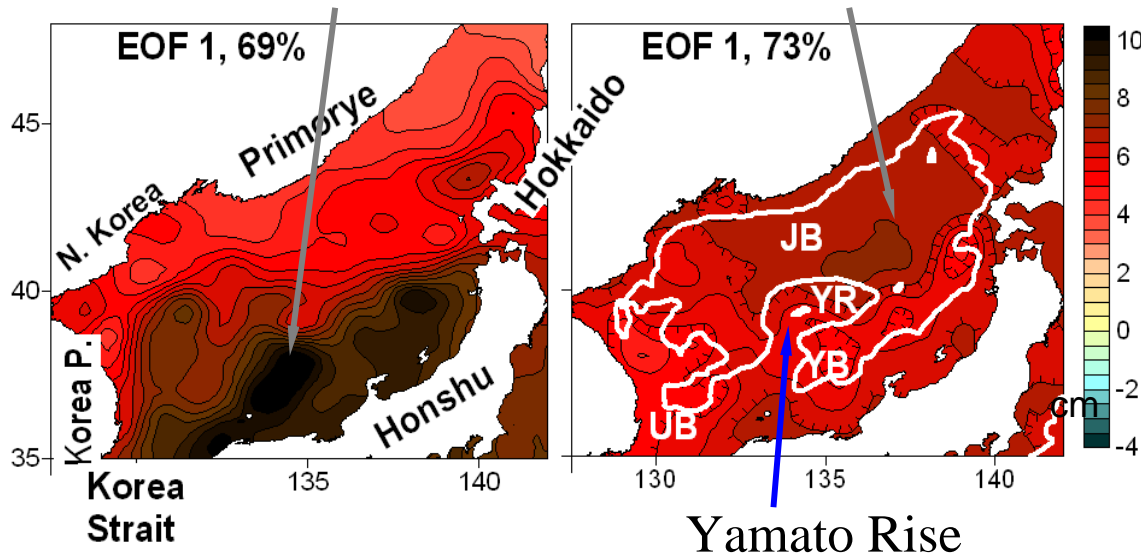 EOF 1, 69%
EOF 1, 73%
Primorye
Hokkaido
N. Korea
Korea P.
Honshu
Korea
Strait
JB
YR
YB
UB
45
40
35
135
140
130
135
140
10
8
6
4
2
0
-2
-4
cm
Yamato Rise